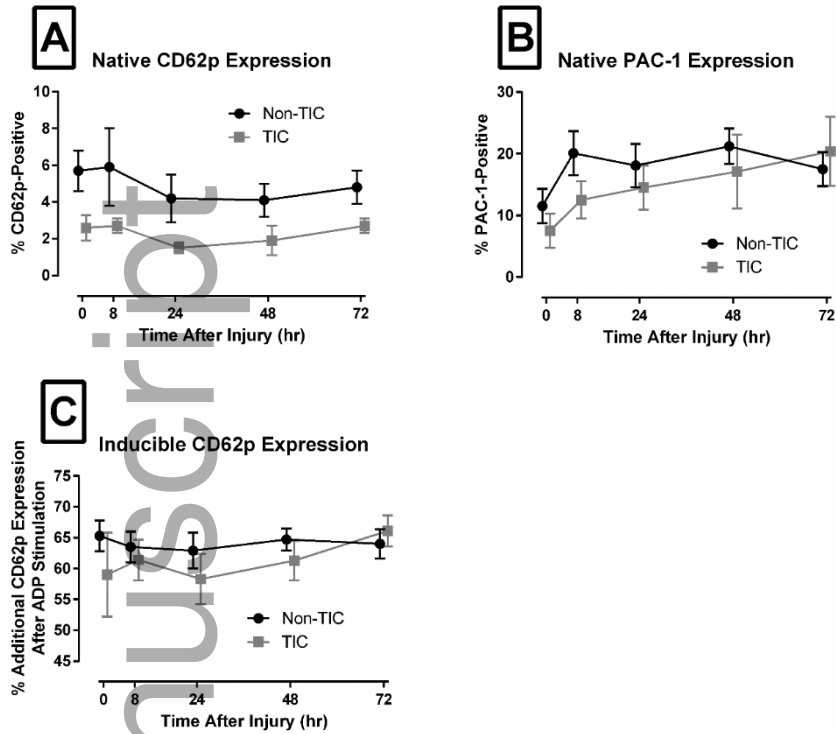 A
Native CD62p Expression
10
8
6
4
2
0
% CD62p-Positive
Non-TIC
TIC
0 8 24 48 72
Time After Injury (hr)
B
Native PAC-1 Expression
30
20
10
0
% PAC-1-Positive
Non-TIC
TIC
0 8 24 48 72
Time After Injury (hr)
C
Inducible CD62p Expression
75
70
65
60
55
50
45
% Additional CD62p Expression
After ADP Stimulation
Non-TIC
TIC
0 8 24 48 72
Time After Injury (hr)
nuscript